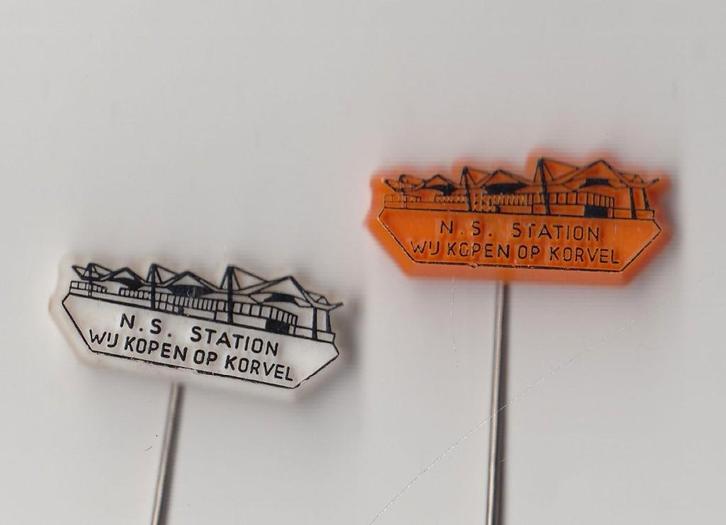 N.S. STATION
WIJ KOPEN OP KORVEL
N.S. STATION
WIJ KOPEN OP KORVEL